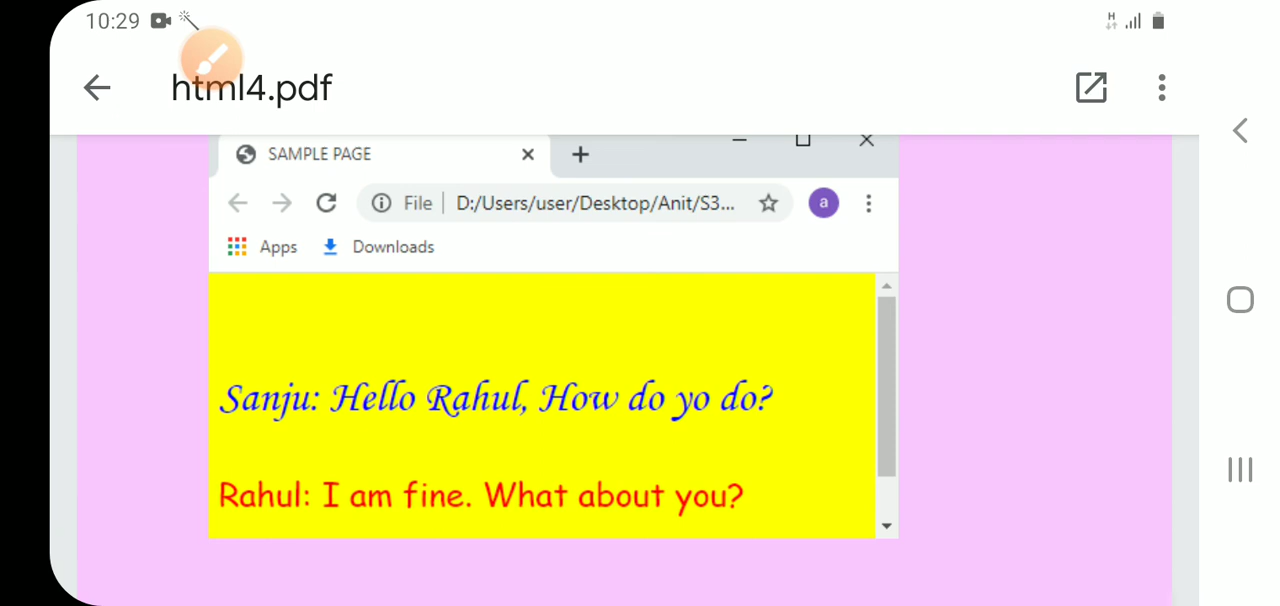 10:29
html4.pdf
SAMPLE PAGE
File D:/Users/user/Desktop/Anit/S3...
a
Apps Downloads
Sanju: Hello Rahul, How do yo do?
Rahul: I am fine. What about you?